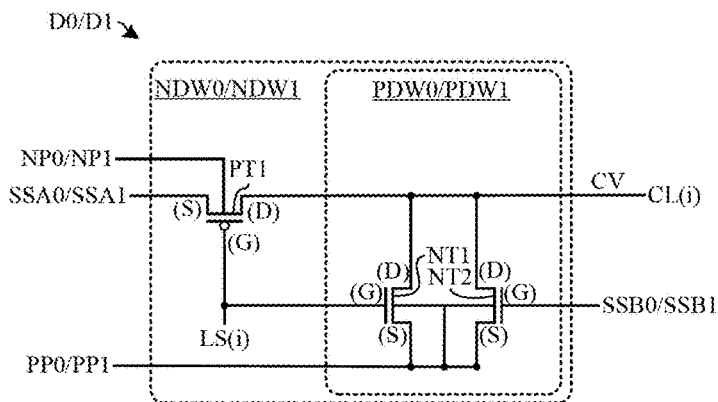 D0/D1
NDW0/NDW1
PDW0/PDW1
NP0/NP1
PT1
SSA0/SSA1
CV
CL(i)
(S)
(D)
(G)
NT1
NT2
(D)
(D)
(G)
(G)
SSB0/SSB1
(S)
(S)
LS(i)
PP0/PP1